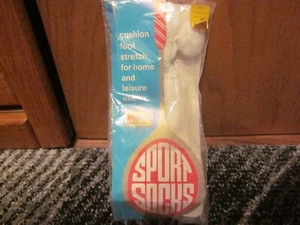 cushion
foot
stretch
for home
and
leisure
SPORT
SOCKS